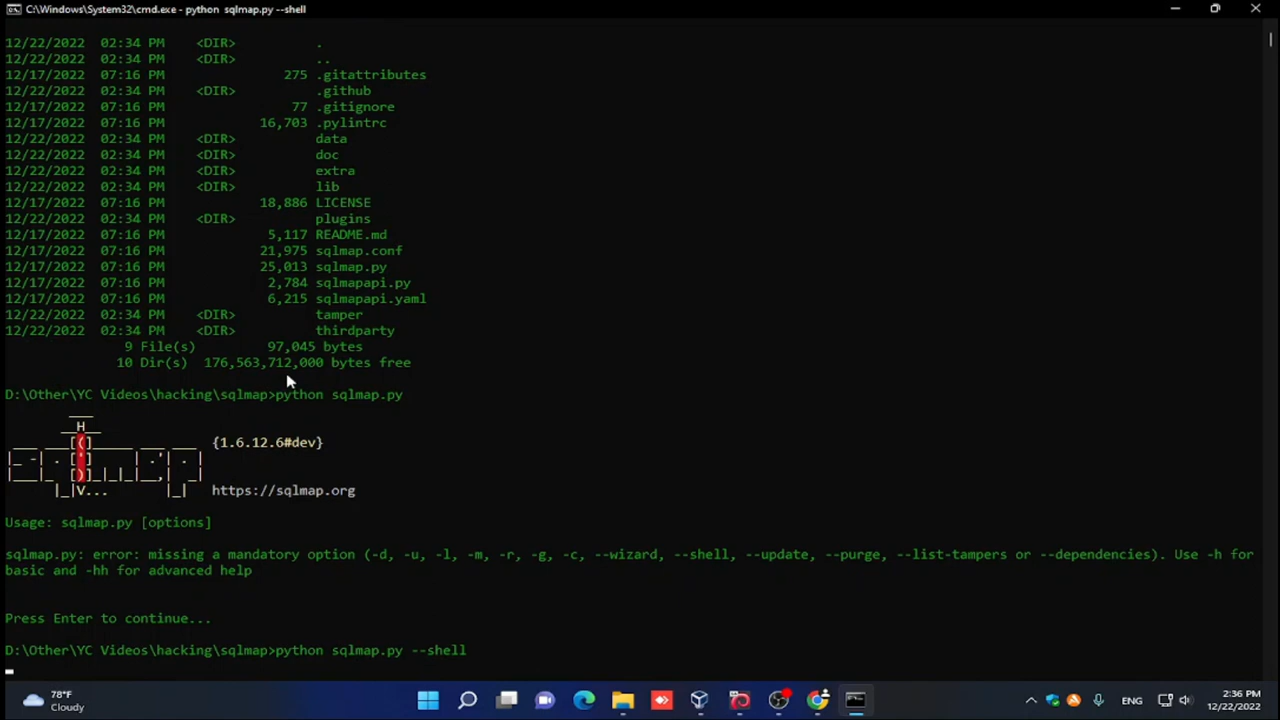 C:\Windows\System32\cmd.exe - python sqlmap.py --shell
12/22/2022 02:34 PM <DIR> .
12/22/2022 02:34 PM <DIR> ..
12/17/2022 07:16 PM 275 .gitattributes
12/22/2022 02:34 PM <DIR> .github
12/17/2022 07:16 PM 77 .gitignore
12/17/2022 07:16 PM 16,703 .pylintrc
12/22/2022 02:34 PM <DIR> data
12/22/2022 02:34 PM <DIR> doc
12/22/2022 02:34 PM <DIR> extra
12/22/2022 02:34 PM <DIR> lib
12/17/2022 07:16 PM 18,886 LICENSE
12/22/2022 02:34 PM <DIR> plugins
12/17/2022 07:16 PM 5,117 README.md
12/17/2022 07:16 PM 21,975 sqlmap.conf
12/17/2022 07:16 PM 25,013 sqlmap.py
12/17/2022 07:16 PM 2,784 sqlmapapi.py
12/17/2022 07:16 PM 6,215 sqlmapapi.yaml
12/22/2022 02:34 PM <DIR> tamper
12/22/2022 02:34 PM <DIR> thirdparty
9 File(s) 97,045 bytes
10 Dir(s) 176,563,712,000 bytes free
D:\Other\YC Videos\hacking\sqlmap>python sqlmap.py
{1.6.12.6#dev}
https://sqlmap.org
Usage: sqlmap.py [options]
sqlmap.py: error: missing a mandatory option (-d, -u, -l, -m, -r, -g, -c, --wizard, --shell, --update, --purge, --list-tampers or --dependencies). Use -h for
basic and -hh for advanced help
Press Enter to continue...
D:\Other\YC Videos\hacking\sqlmap>python sqlmap.py --shell
78°F
Cloudy
ENG
2:36 PM
12/22/2022